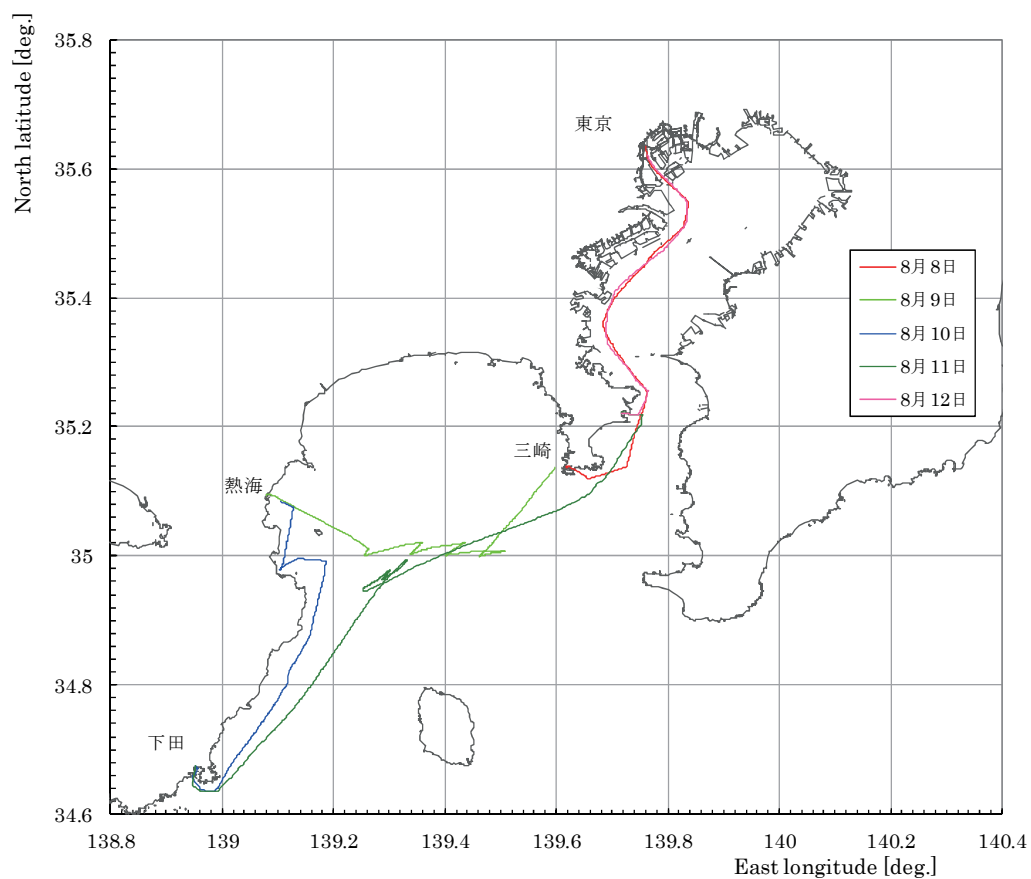 North latitude [deg.]
35.8
35.6
35.4
35.2
35
34.8
34.6
東京
三崎
熱海
下田
8月8日
8月9日
8月10日
8月11日
8月12日
138.8 139 139.2 139.4 139.6 139.8 140 140.2 140.4
East longitude [deg.]